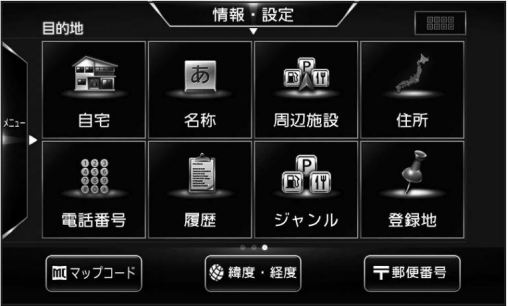 情報・設定
目的地
メニュー
自宅
名称
周辺施設
住所
電話番号
履歴
ジャンル
登録地
マップコード
緯度・経度
〒郵便番号